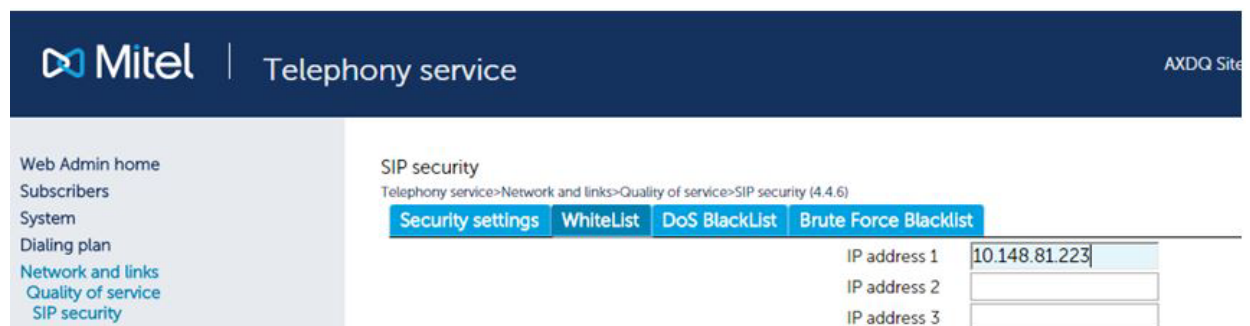 Mitel | Telephony service
AXDQ Site
Web Admin home
Subscribers
System
Dialing plan
Network and links
Quality of service
SIP security
SIP security
Telephony service>Network and links>Quality of service>SIP security (4.4.6)
Security settings WhiteList DoS BlackList Brute Force Blacklist
IP address 1 10.148.81.223
IP address 2
IP address 3